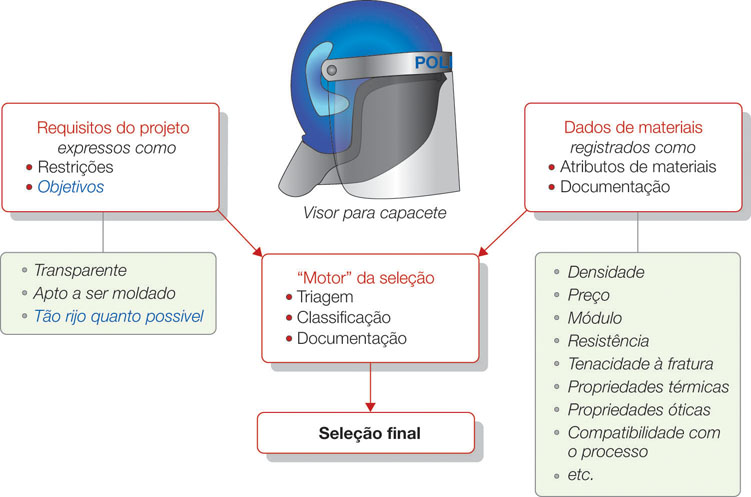 POLI
Visor para capacete
Requisitos do projeto
expressos como
• Restrições
• Objetivos
• Transparente
• Apto a ser moldado
• Tão rijo quanto possivel
Dados de materiais
registrados como
• Atributos de materiais
• Documentação
• Densidade
• Preço
• Módulo
• Resistência
• Tenacidade à fratura
• Propriedades térmicas
• Propriedades óticas
• Compatibilidade com
o processo
• etc.
“Motor” da seleção
• Triagem
• Classificação
• Documentação
Seleção final